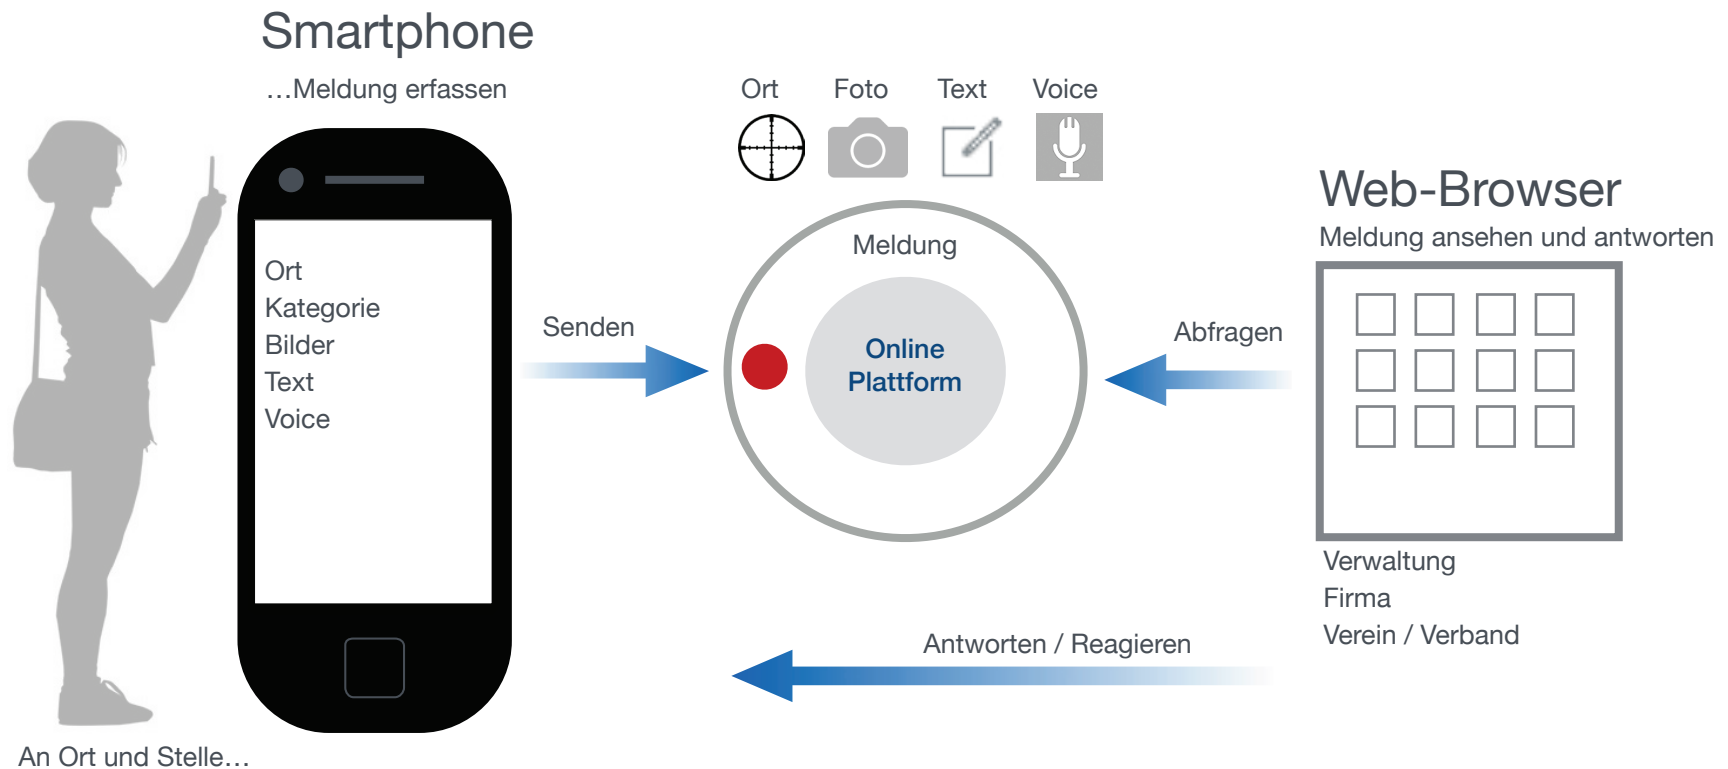 Smartphone
…Meldung erfassen
Ort
Kategorie
Bilder
Text
Voice
An Ort und Stelle…
Senden
Ort
Foto
Text
Voice
Meldung
Online
Plattform
Abfragen
Antworten / Reagieren
Web-Browser
Meldung ansehen und antworten
Verwaltung
Firma
Verein / Verband